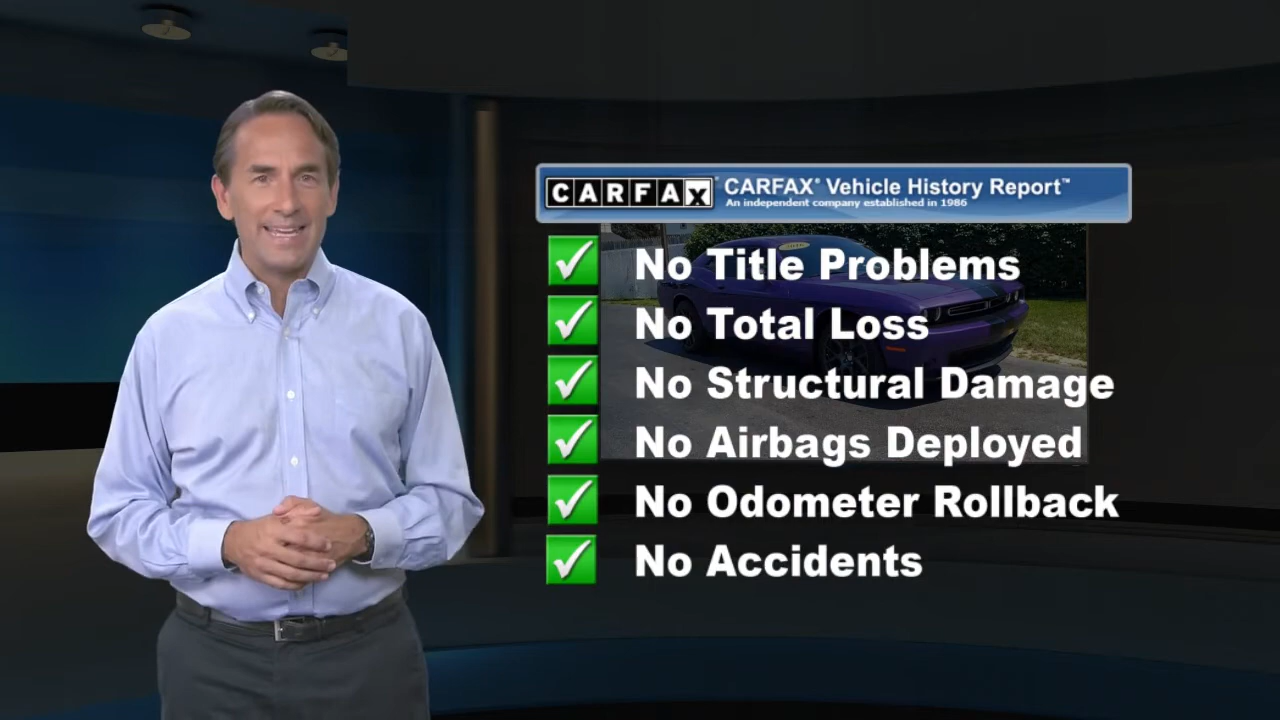 CARFAX
CARFAX® Vehicle History Report™
An independent company established in 1986
No Title Problems
No Total Loss
No Structural Damage
No Airbags Deployed
No Odometer Rollback
No Accidents